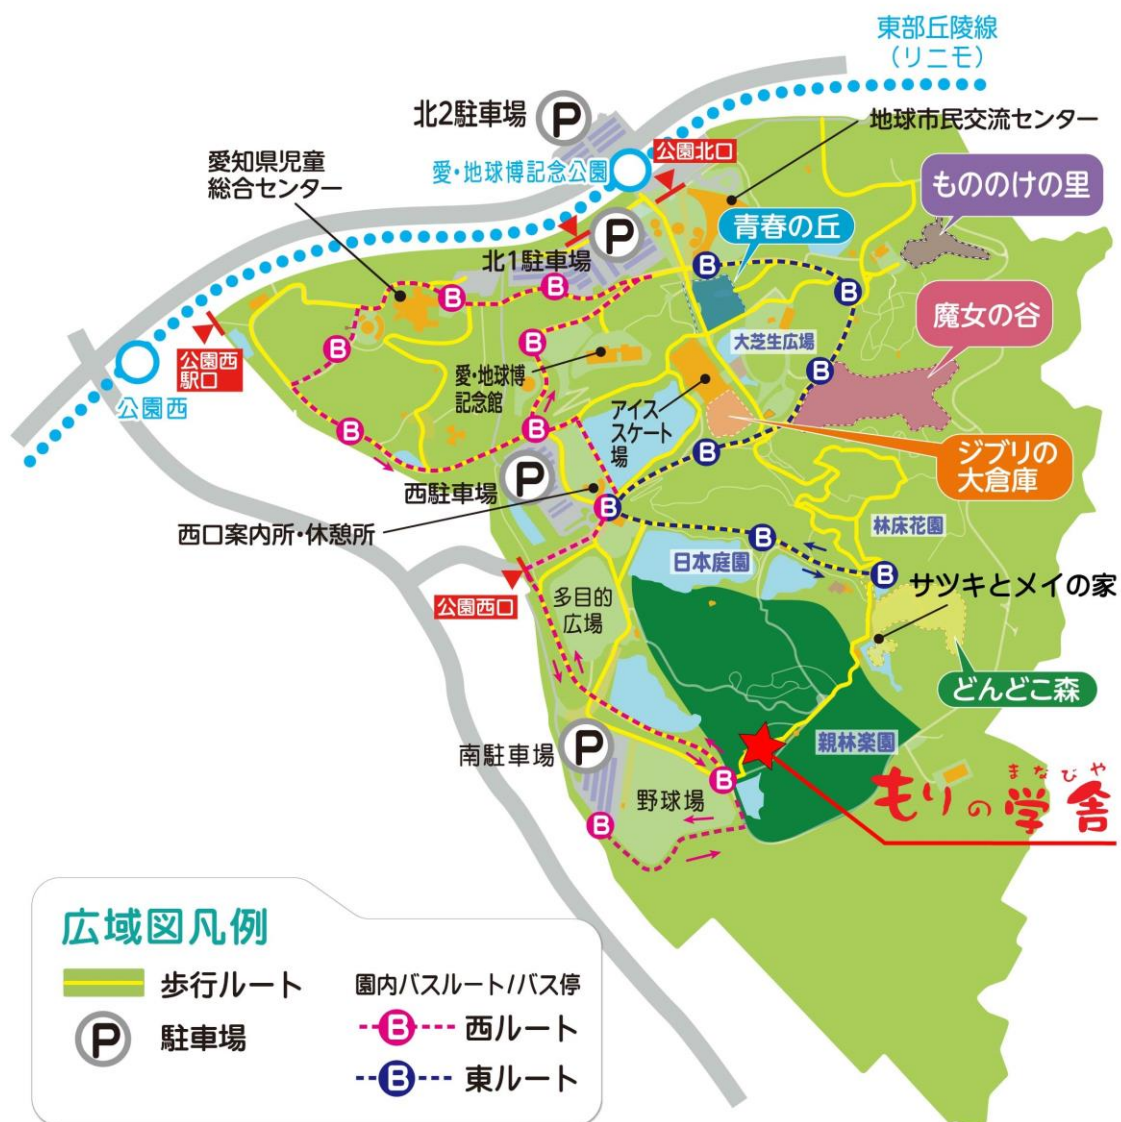 東部丘陵線
（リニモ）
北2駐車場
P
地球市民交流センター
公園北口
愛知県児童
総合センター
愛・地球博記念公園
もののけの里
青春の丘
P
北1駐車場
B
B
B
B
魔女の谷
大芝生広場
公園西
駅口
B
B
B
愛・地球博
記念館
公園西
アイス
スケート
場
B
B
B
ジブリの
大倉庫
P
西駐車場
B
西口案内所・休憩所
林床花園
B
日本庭園
B
サツキとメイの家
公園西口
多目的
広場
どんどこ森
P
南駐車場
親林楽園
B
野球場
B
まなびや
もりの学舎
広域図凡例
歩行ルート
P
駐車場
園内バスルート/バス停
B
西ルート
B
東ルート